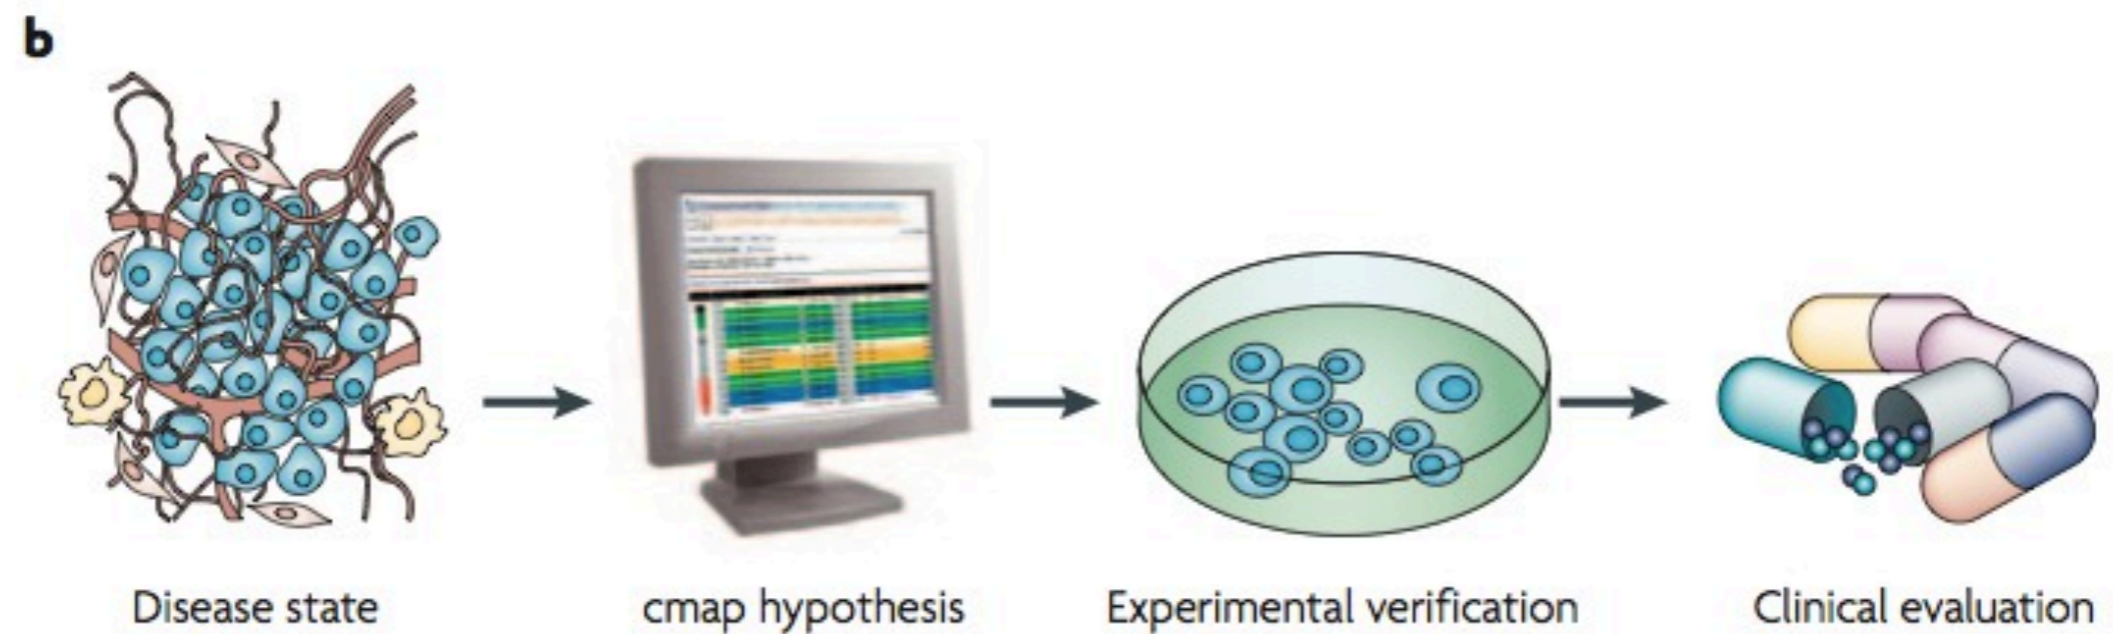 b
Disease state
cmap hypothesis
Experimental verification
Clinical evaluation